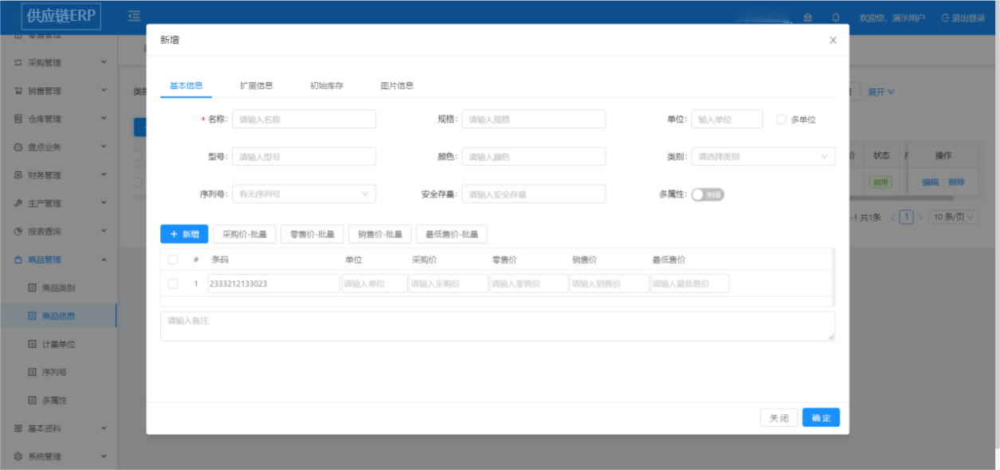 供应链ERP
欢迎您，演示用户 退出登录
零售管理
采购管理
销售管理
仓库管理
盘点业务
财务管理
生产管理
报表查询
商品管理
商品类别
商品信息
计量单位
序列号
多属性
基本资料
系统管理
新增
基本信息 扩展信息 初始库存 图片信息
* 名称: 请输入名称 规格: 请输入规格 单位: 输入单位 多单位
型号: 请输入型号 颜色: 请输入颜色 类别: 请选择类别
序列号: 有无序列号 安全存量: 请输入安全存量 多属性: 关闭
+ 新增 采购价-批量 零售价-批量 销售价-批量 最低售价-批量
# 条码 单位 采购价 零售价 销售价 最低售价
1 2333212133023 请输入单位 请输入采购价 请输入零售价 请输入销售价 请输入最低售价
请输入备注
关闭 确定
展开
价 状态 操作
启用 编辑 删除
-1 共1条 < 1 > 10 条/页